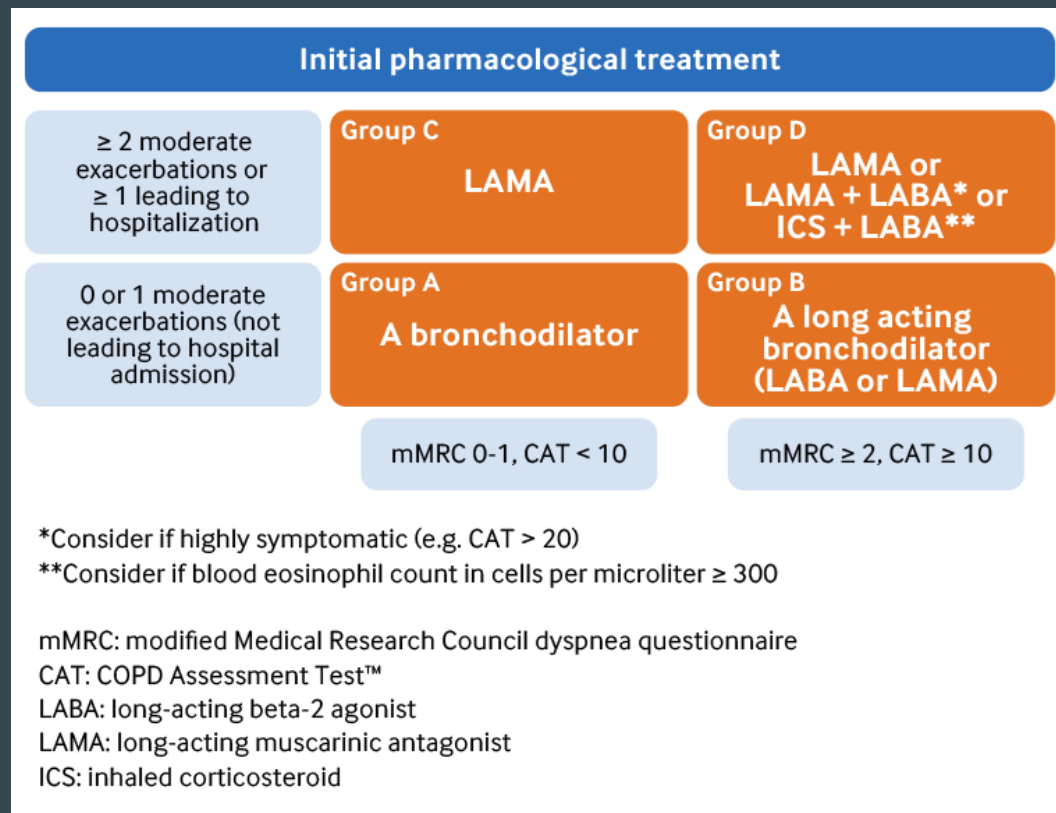 Initial pharmacological treatment
≥ 2 moderate
exacerbations or
≥ 1 leading to
hospitalization
Group C
LAMA
Group D
LAMA or
LAMA + LABA* or
ICS + LABA**
0 or 1 moderate
exacerbations (not
leading to hospital
admission)
Group A
A bronchodilator
Group B
A long acting
bronchodilator
(LABA or LAMA)
mMRC 0-1, CAT < 10
mMRC ≥ 2, CAT ≥ 10
*Consider if highly symptomatic (e.g. CAT > 20)
**Consider if blood eosinophil count in cells per microliter ≥ 300
mMRC: modified Medical Research Council dyspnea questionnaire
CAT: COPD Assessment Test™
LABA: long-acting beta-2 agonist
LAMA: long-acting muscarinic antagonist
ICS: inhaled corticosteroid